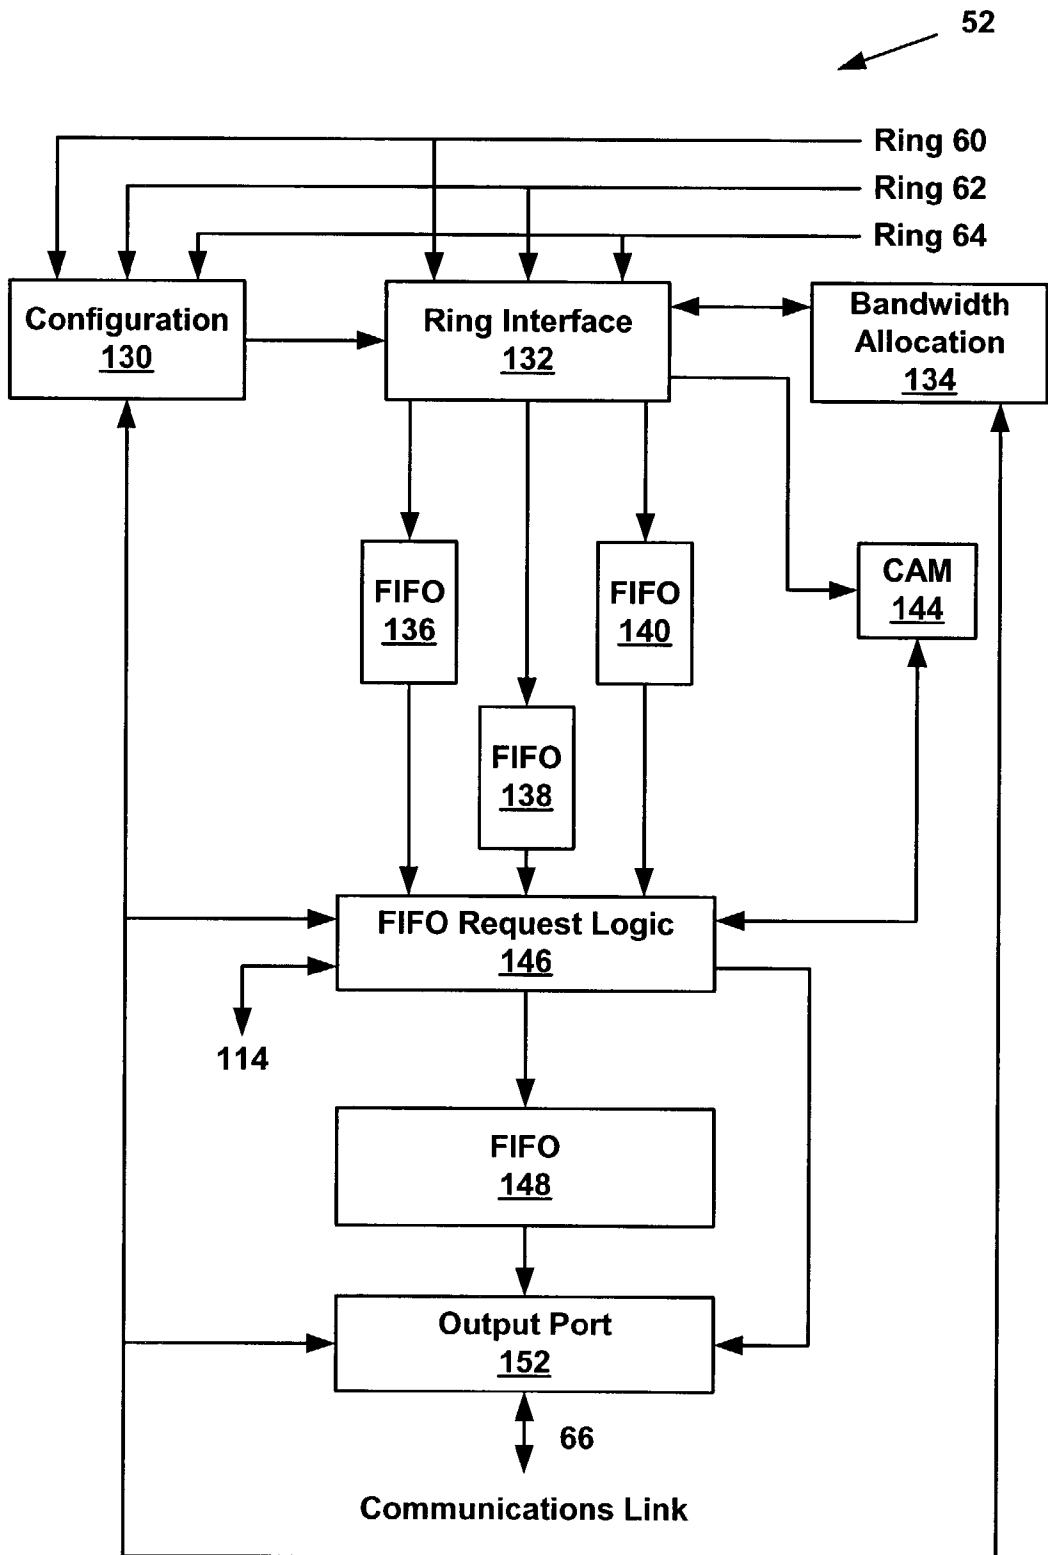 52
Ring 60
Ring 62
Ring 64
Configuration
130
Ring Interface
132
Bandwidth
Allocation
134
FIFO
136
FIFO
140
CAM
144
FIFO
138
FIFO Request Logic
146
114
FIFO
148
Output Port
152
66
Communications Link